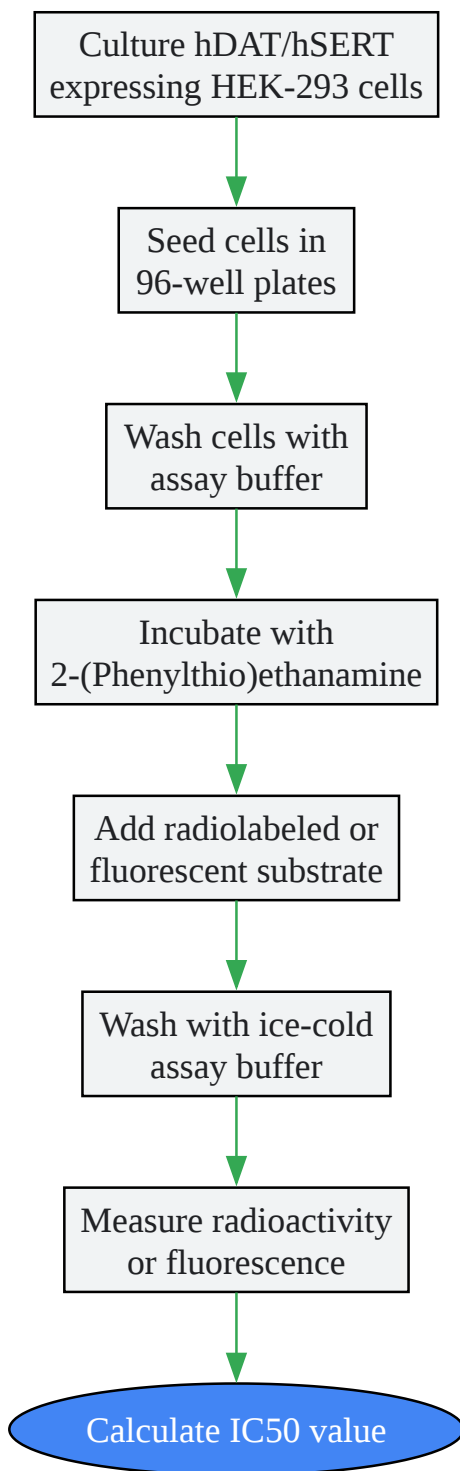 Culture hDAT/hSERT
expressing HEK-293 cells
Seed cells in
96-well plates
Wash cells with
assay buffer
Incubate with
2-(Phenylthio)ethanamine
Add radiolabeled or
fluorescent substrate
Wash with ice-cold
assay buffer
Measure radioactivity
or fluorescence
Calculate IC50 value